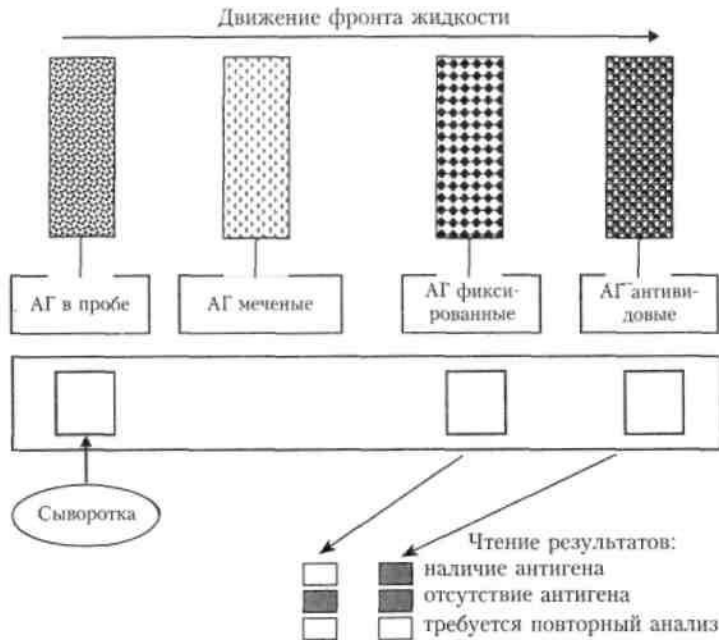 Движение фронта жидкости
АГ в пробе
АГ меченые
АГ фикси-
рованные
АГ антиви-
довые
Сыворотка
Чтение результатов:
наличие антигена
отсутствие антигена
требуется повторный анализ